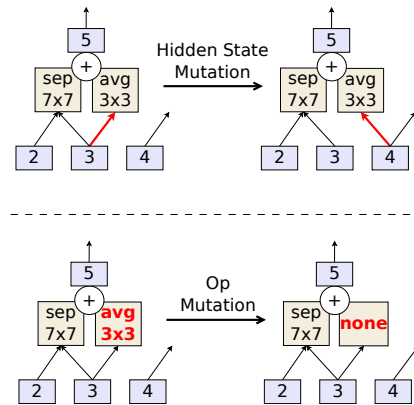 5
+
sep
7x7
avg
3x3
2
3
4
Hidden State
Mutation
5
+
sep
7x7
avg
3x3
2
3
4
5
+
sep
7x7
avg
3x3
2
3
4
Op
Mutation
5
+
sep
7x7
none
2
3
4